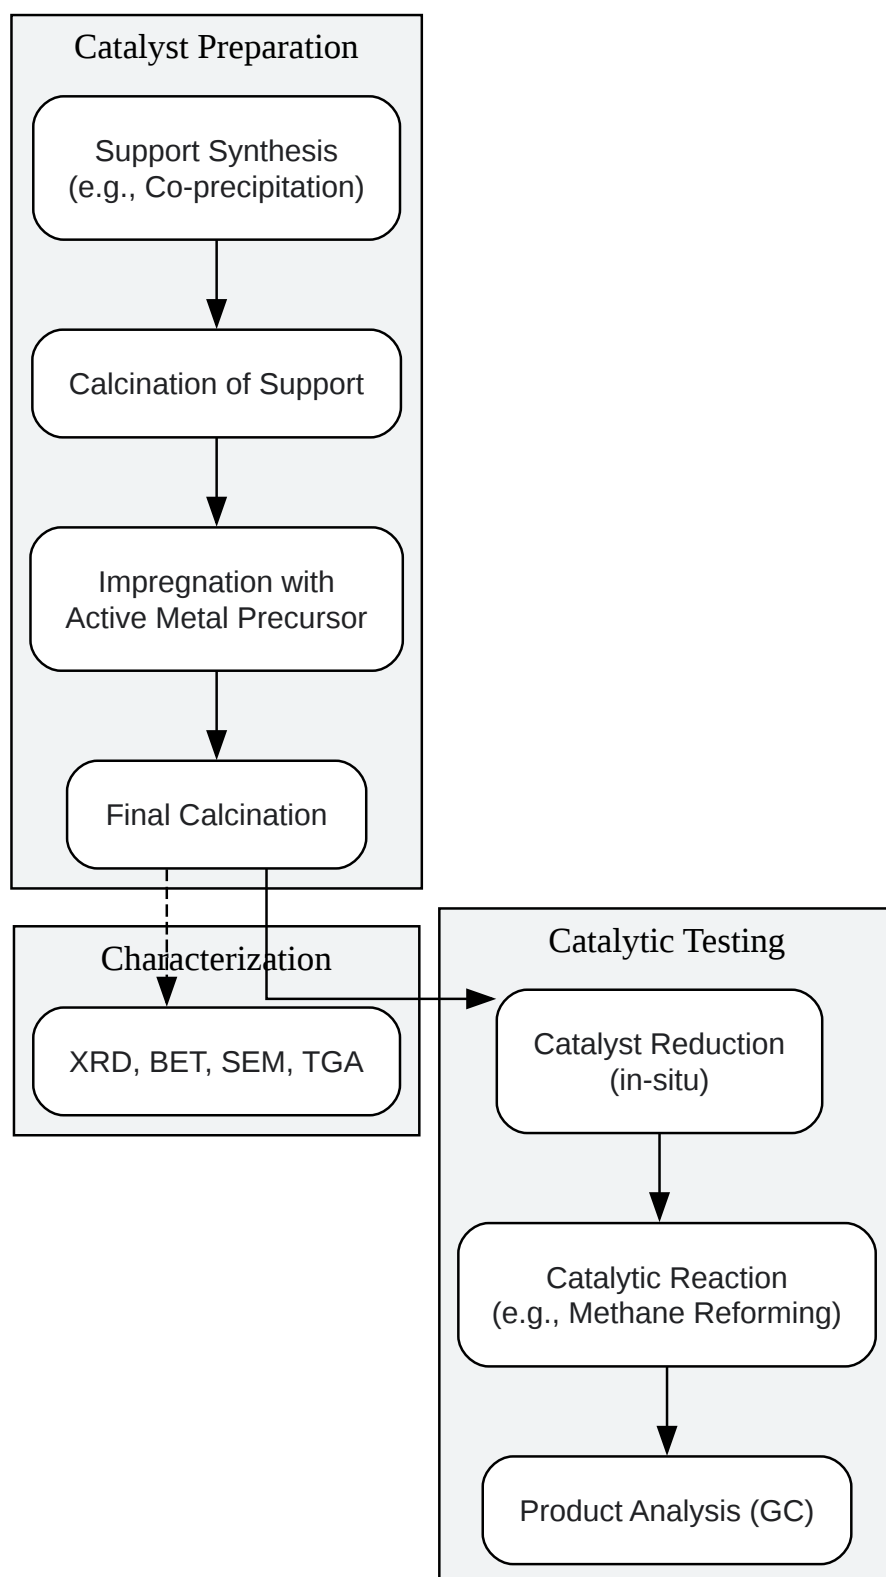 Catalyst Preparation
Support Synthesis
(e.g., Co-precipitation)
Calcination of Support
Impregnation with
Active Metal Precursor
Final Calcination
Characterization
XRD, BET, SEM, TGA
Catalytic Testing
Catalyst Reduction
(in-situ)
Catalytic Reaction
(e.g., Methane Reforming)
Product Analysis (GC)